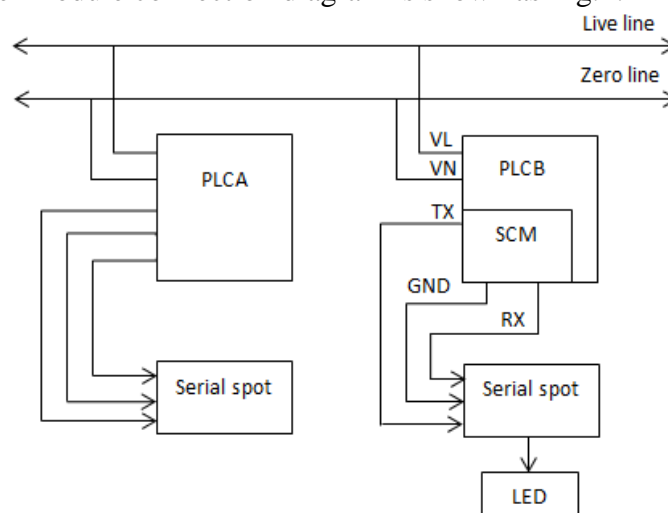 Live line
Zero line
PLCA
VL
VN
PLCB
TX
SCM
GND
RX
Serial spot
Serial spot
LED